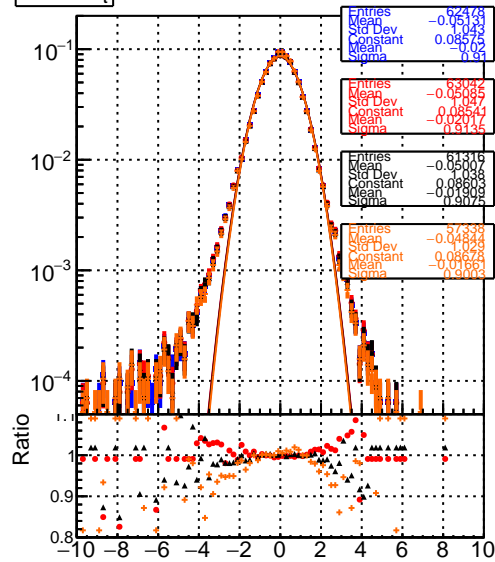 Entries 62478
Mean −0.05131
Std Dev 1.043
Constant 0.08575
Mean −0.02
Sigma 0.91
Entries 63042
Mean −0.05085
Std Dev 1.047
Constant 0.08541
Mean −0.02017
Sigma 0.9135
Entries 61316
Mean −0.05007
Std Dev 1.038
Constant 0.08603
Mean −0.01909
Sigma 0.9075
Entries 57338
Mean −0.04844
Std Dev 1.029
Constant 0.08678
Mean −0.01661
Sigma 0.9003
10−1
10−2
10−3
10−4
Ratio
1.1
1
0.9
0.8
−10 −8 −6 −4 −2 0 2 4 6 8 10